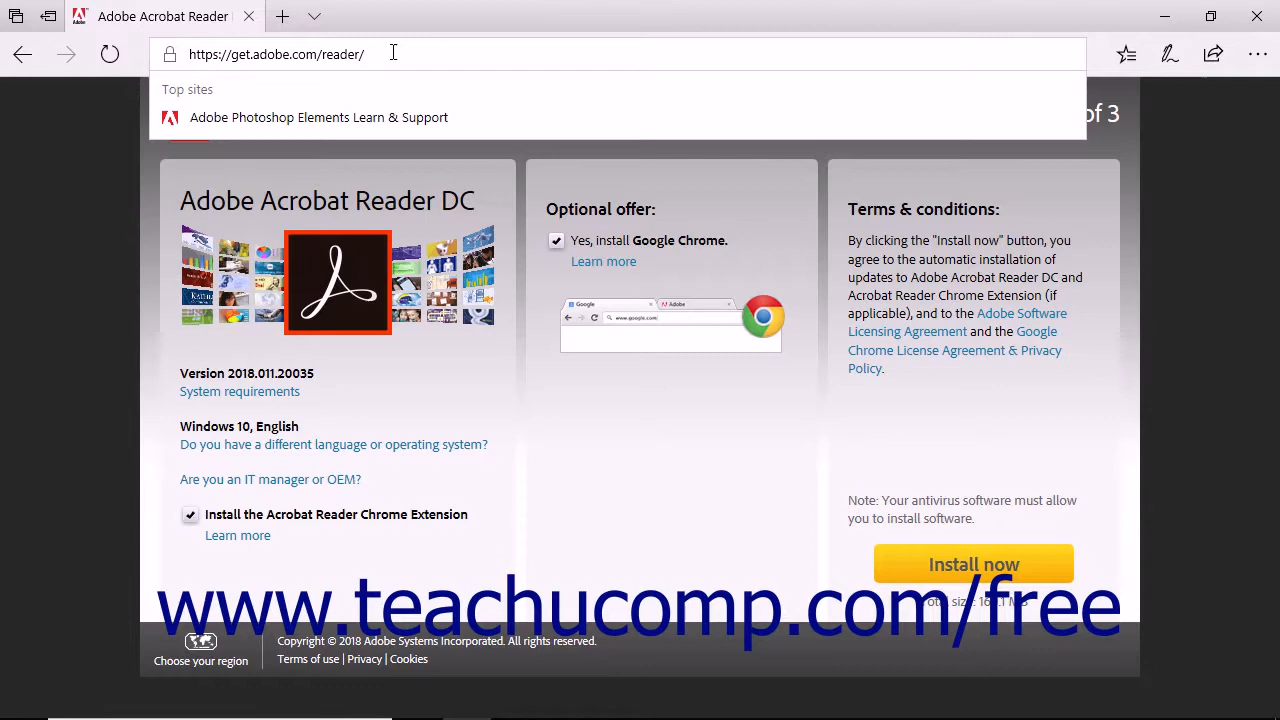 Adobe Acrobat Reader
https://get.adobe.com/reader/
Top sites
Adobe Photoshop Elements Learn & Support
of 3
Adobe Acrobat Reader DC
Version 2018.011.20035
System requirements
Windows 10, English
Do you have a different language or operating system?
Are you an IT manager or OEM?
Install the Acrobat Reader Chrome Extension
Learn more
Optional offer:
Yes, install Google Chrome.
Learn more
Google
Adobe
www.google.com
Terms & conditions:
By clicking the "Install now" button, you
agree to the automatic installation of
updates to Adobe Acrobat Reader DC and
Acrobat Reader Chrome Extension (if
applicable), and to the Adobe Software
Licensing Agreement and the Google
Chrome License Agreement & Privacy
Policy.
Note: Your antivirus software must allow
you to install software.
Install now
Total size: MB
www.teachucomp.com/free
Choose your region
Copyright © 2018 Adobe Systems Incorporated. All rights reserved.
Terms of use | Privacy | Cookies